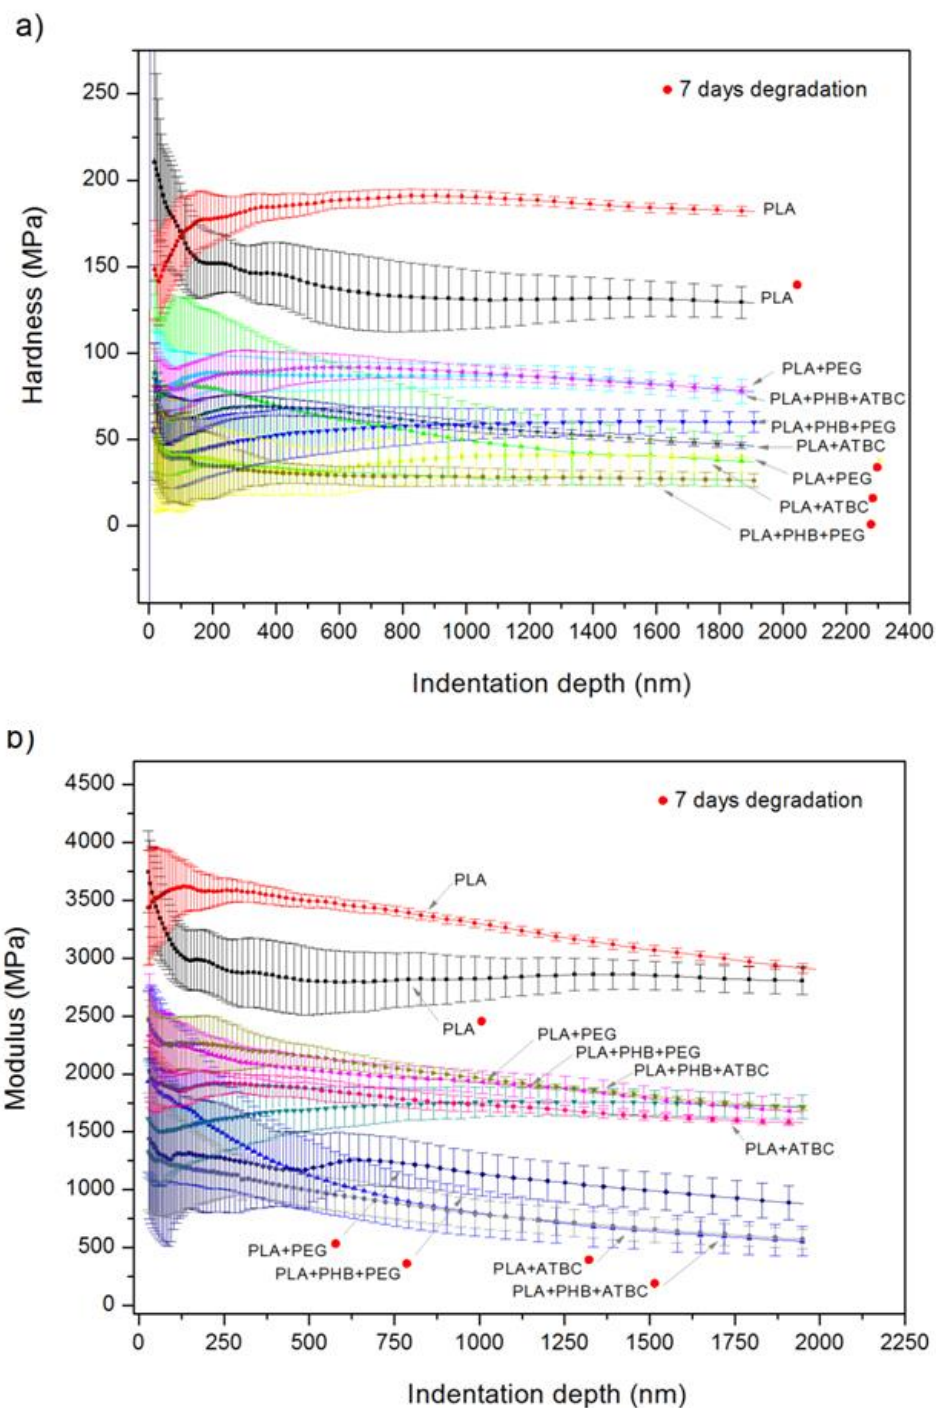 a)
250
200
150
100
50
0
Hardness (MPa)
● 7 days degradation
PLA
PLA
PLA+PEG
PLA+PHB+ATBC
PLA+PHB+PEG
PLA+ATBC
PLA+PEG
PLA+ATBC
PLA+PHB+PEG
0 200 400 600 800 1000 1200 1400 1600 1800 2000 2200 2400
Indentation depth (nm)
b)
4500
4000
3500
3000
2500
2000
1500
1000
500
0
Modulus (MPa)
● 7 days degradation
PLA
PLA
PLA+PEG
PLA+PHB+PEG
PLA+PHB+ATBC
PLA+ATBC
PLA+PEG
PLA+PHB+PEG
PLA+ATBC
PLA+PHB+ATBC
0 250 500 750 1000 1250 1500 1750 2000 2250
Indentation depth (nm)